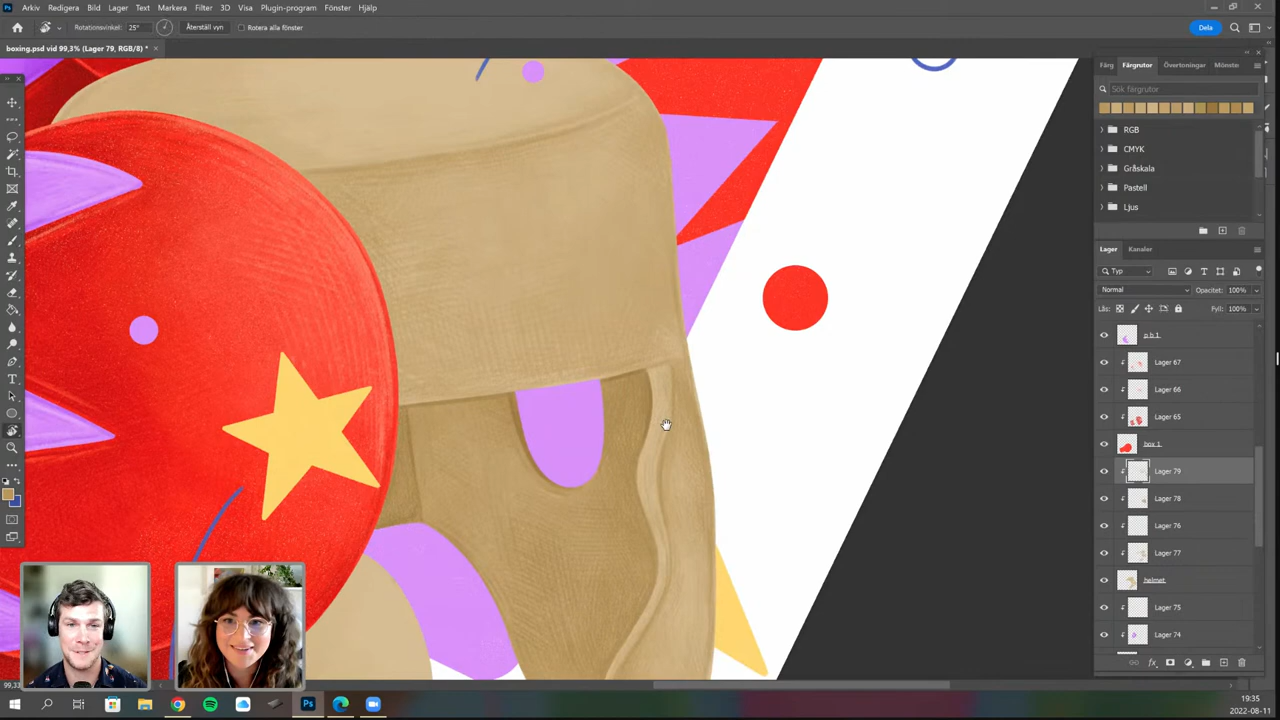 Arkiv Redigera Bild Lager Text Markera Filter 3D Visa Plugin-program Fönster Hjälp
Rotationsvinkel: 25° Återställ vyn Rotera alla fönster Dela
boxing.psd vid 99,3% (Lager 79, RGB/8) *
Färg Färgrutor Övertoningar Mönste
Sök färgrutor
RGB
CMYK
Gråskala
Pastell
Ljus
Lager Kanaler
Typ
Normal Opacitet: 100%
Lås: Fyll: 100%
p b 1
Lager 67
Lager 66
Lager 65
box 1
Lager 79
Lager 78
Lager 76
Lager 77
helmet
Lager 75
Lager 74
19:35
2022-08-11